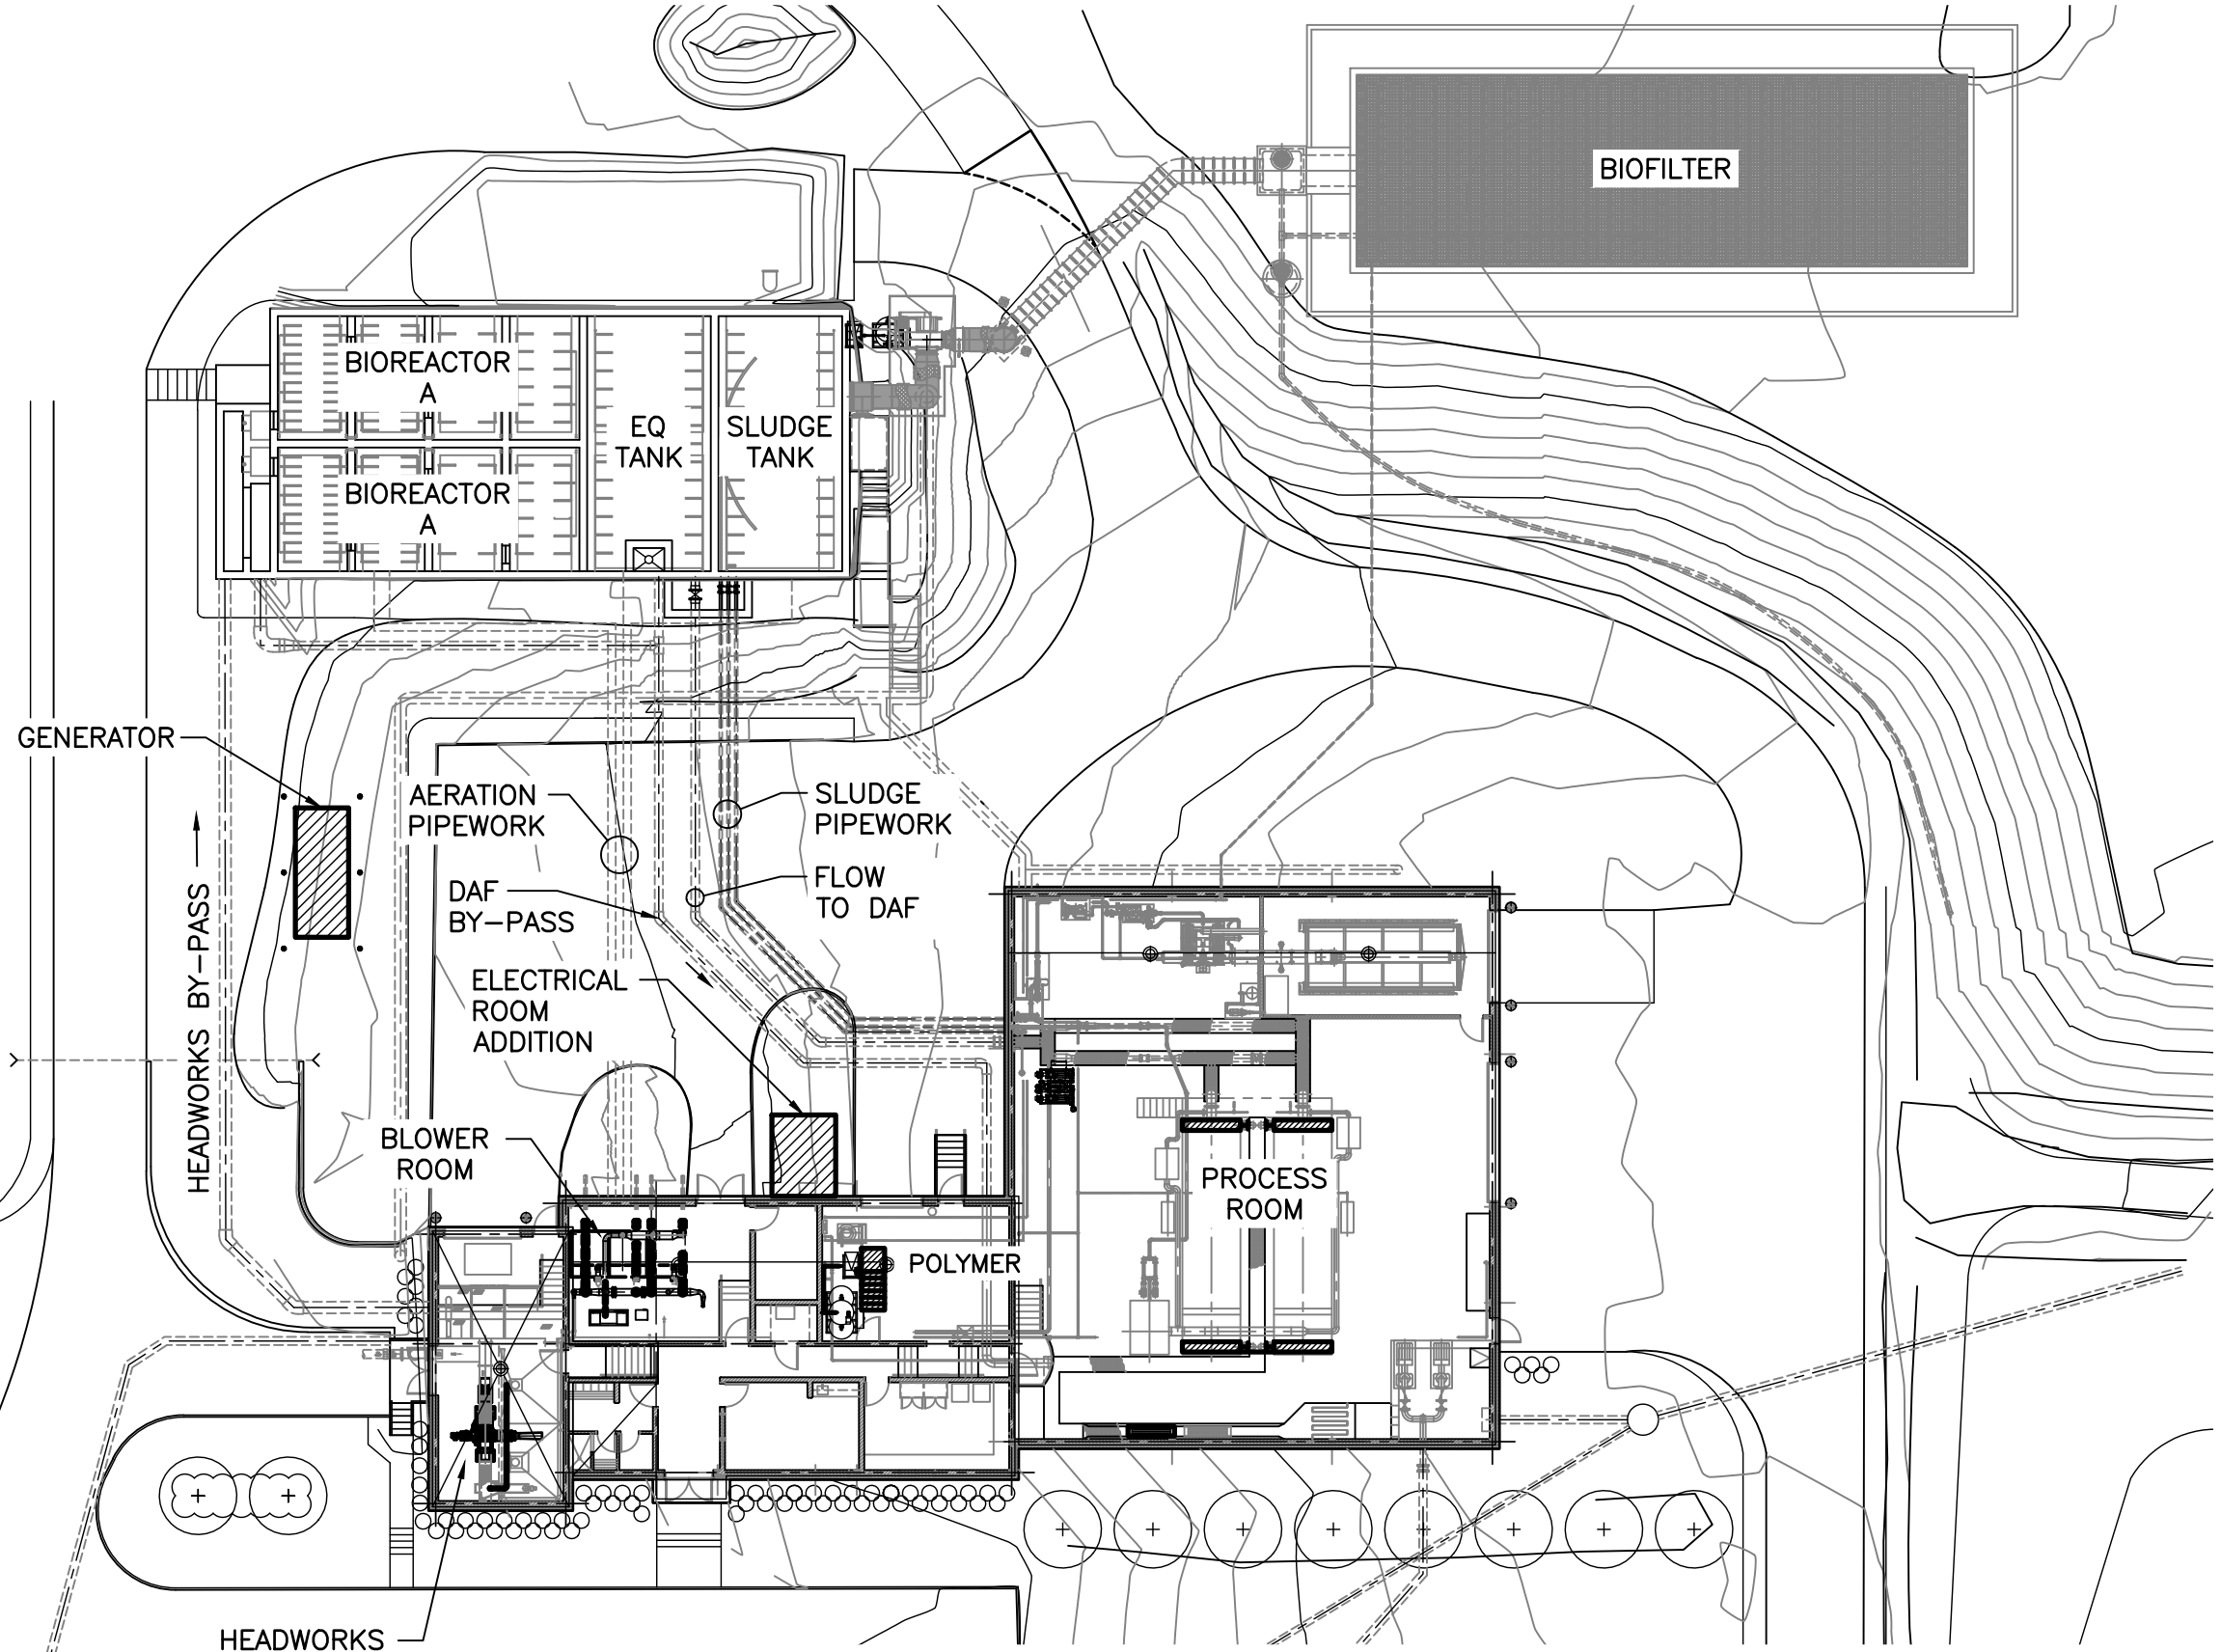 BIOFILTER
BIOREACTOR
A
EQ
TANK
SLUDGE
TANK
BIOREACTOR
A
GENERATOR
AERATION
PIPEWORK
SLUDGE
PIPEWORK
HEADWORKS BY-PASS
DAF
BY-PASS
FLOW
TO DAF
ELECTRICAL
ROOM
ADDITION
BLOWER
ROOM
PROCESS
ROOM
POLYMER
HEADWORKS